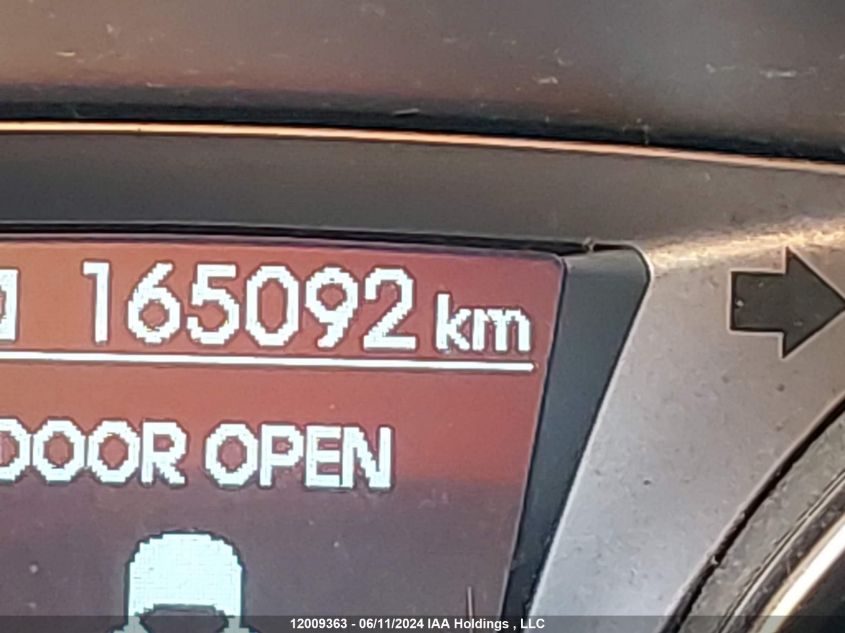 165092 km
DOOR OPEN
12009363 - 06/11/2024 IAA Holdings , LLC